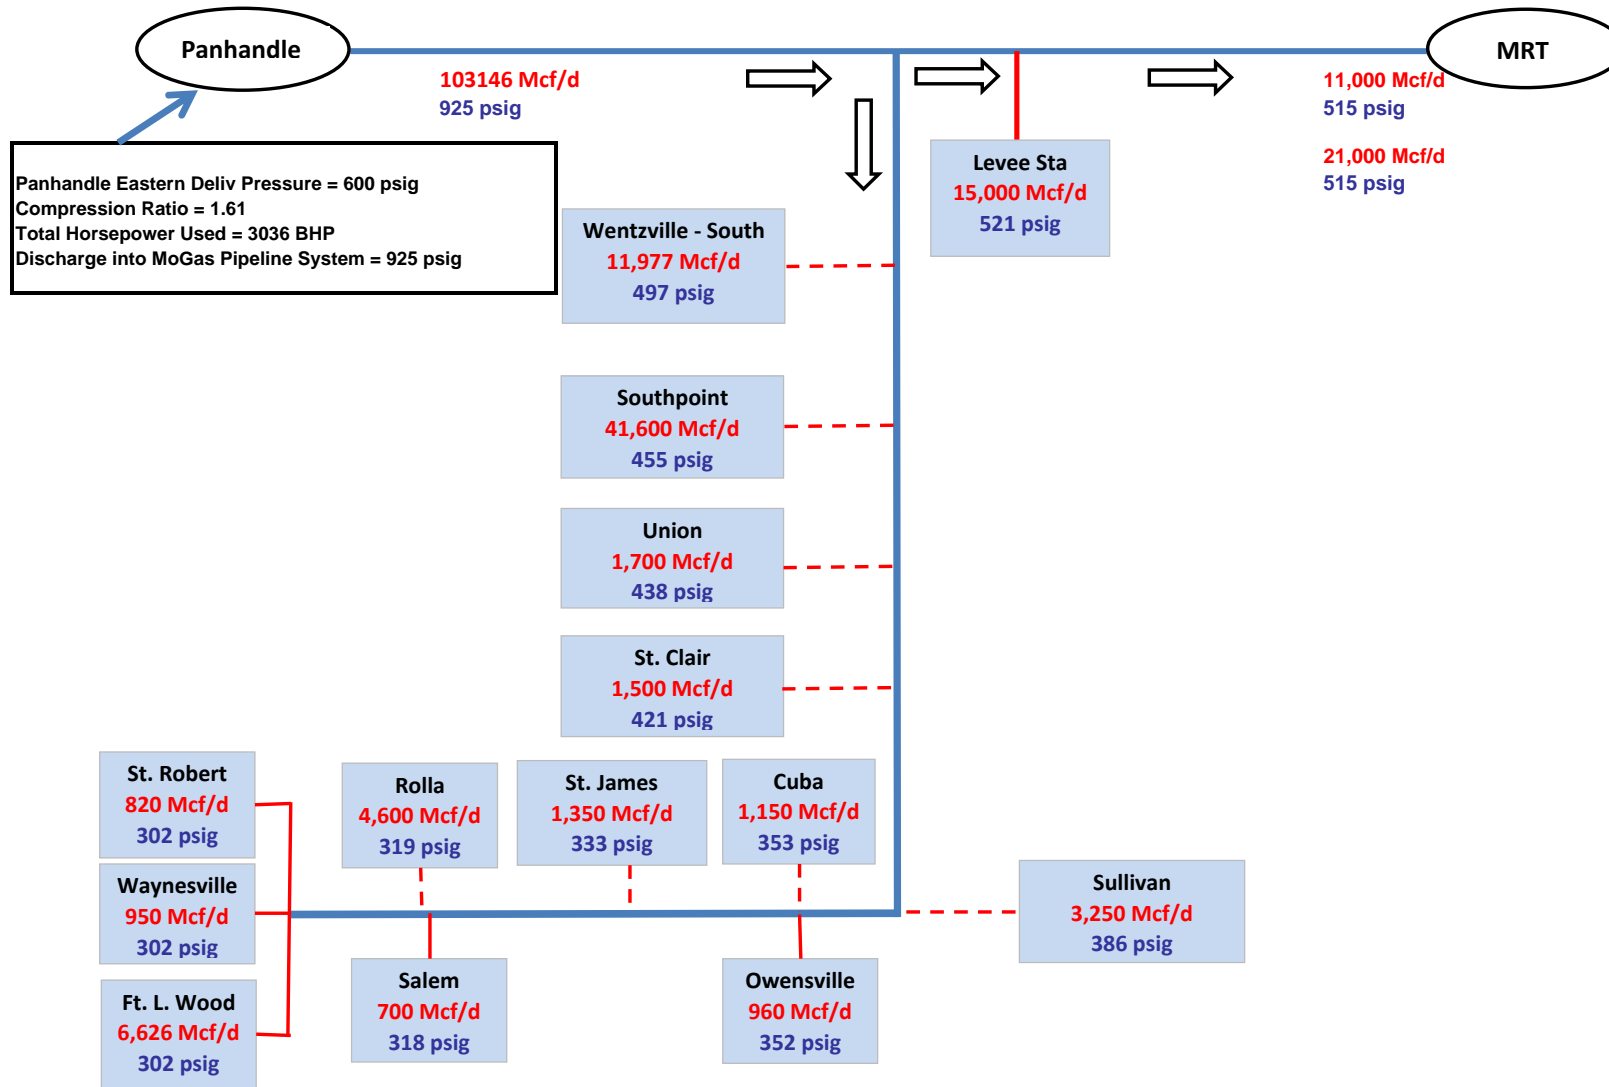 Panhandle
MRT
103146 Mcf/d
925 psig
11,000 Mcf/d
515 psig
21,000 Mcf/d
515 psig
Panhandle Eastern Deliv Pressure = 600 psig
Compression Ratio = 1.61
Total Horsepower Used = 3036 BHP
Discharge into MoGas Pipeline System = 925 psig
Levee Sta
15,000 Mcf/d
521 psig
Wentzville - South
11,977 Mcf/d
497 psig
Southpoint
41,600 Mcf/d
455 psig
Union
1,700 Mcf/d
438 psig
St. Clair
1,500 Mcf/d
421 psig
St. Robert
820 Mcf/d
302 psig
Rolla
4,600 Mcf/d
319 psig
St. James
1,350 Mcf/d
333 psig
Cuba
1,150 Mcf/d
353 psig
Waynesville
950 Mcf/d
302 psig
Sullivan
3,250 Mcf/d
386 psig
Ft. L. Wood
6,626 Mcf/d
302 psig
Salem
700 Mcf/d
318 psig
Owensville
960 Mcf/d
352 psig